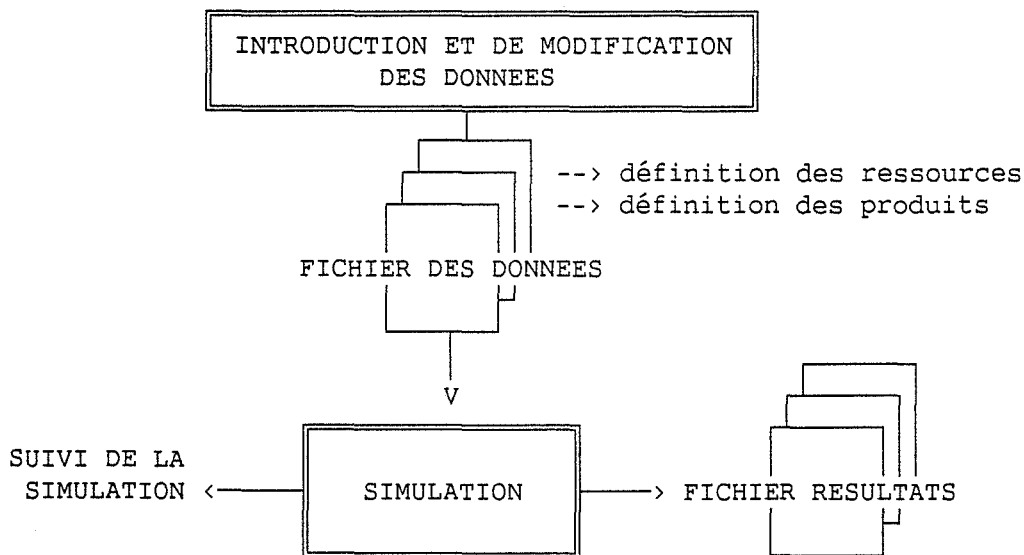 INTRODUCTION ET DE MODIFICATION
DES DONNEES
--> définition des ressources
--> définition des produits
FICHIER DES DONNEES
V
SUIVI DE LA
SIMULATION <
SIMULATION
> FICHIER RESULTATS